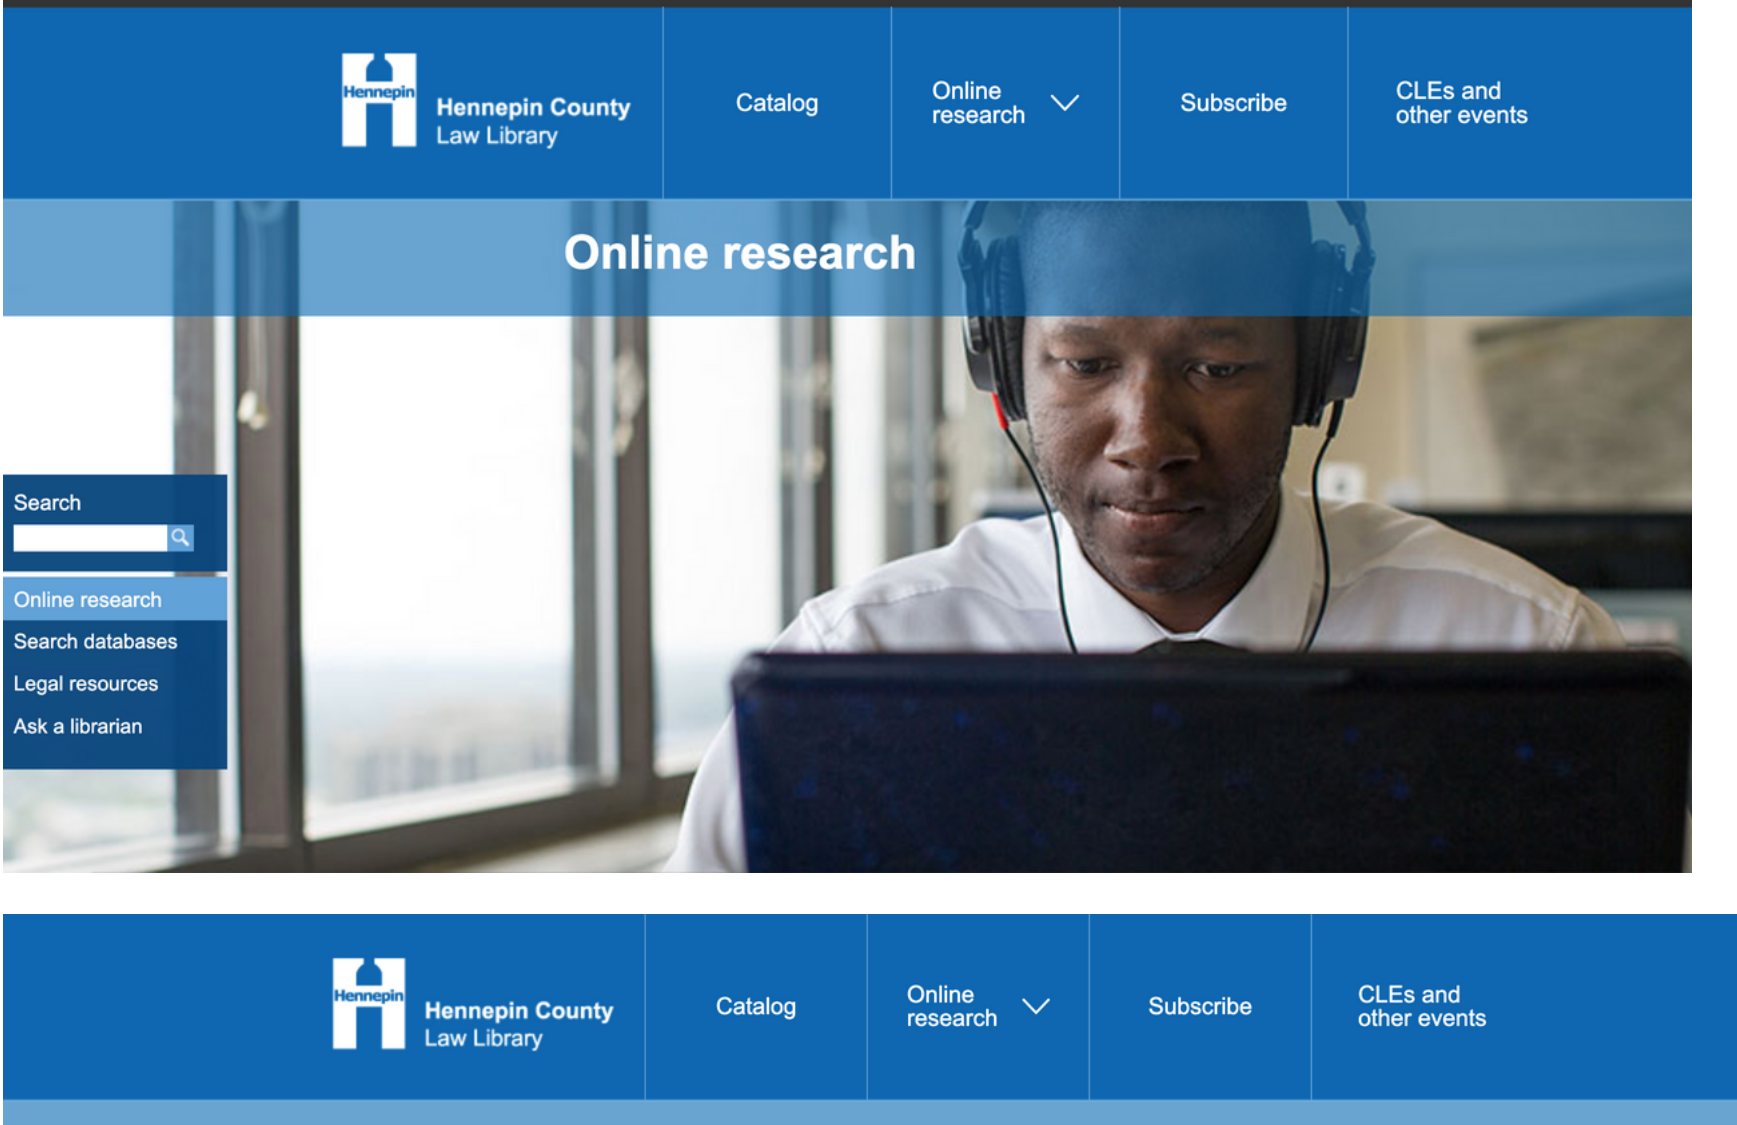 Hennepin
Hennepin County
Law Library
Catalog
Online
research
Subscribe
CLEs and
other events
Online research
Search
Online research
Search databases
Legal resources
Ask a librarian
Hennepin
Hennepin County
Law Library
Catalog
Online
research
Subscribe
CLEs and
other events